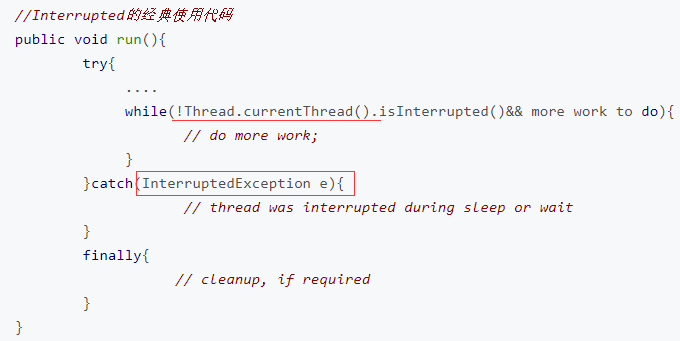 //Interrupted的经典使用代码
public void run(){
try{
....
while(!Thread.currentThread().isInterrupted()&& more work to do){
// do more work;
}
}catch(InterruptedException e){
// thread was interrupted during sleep or wait
}
finally{
// cleanup, if required
}
}